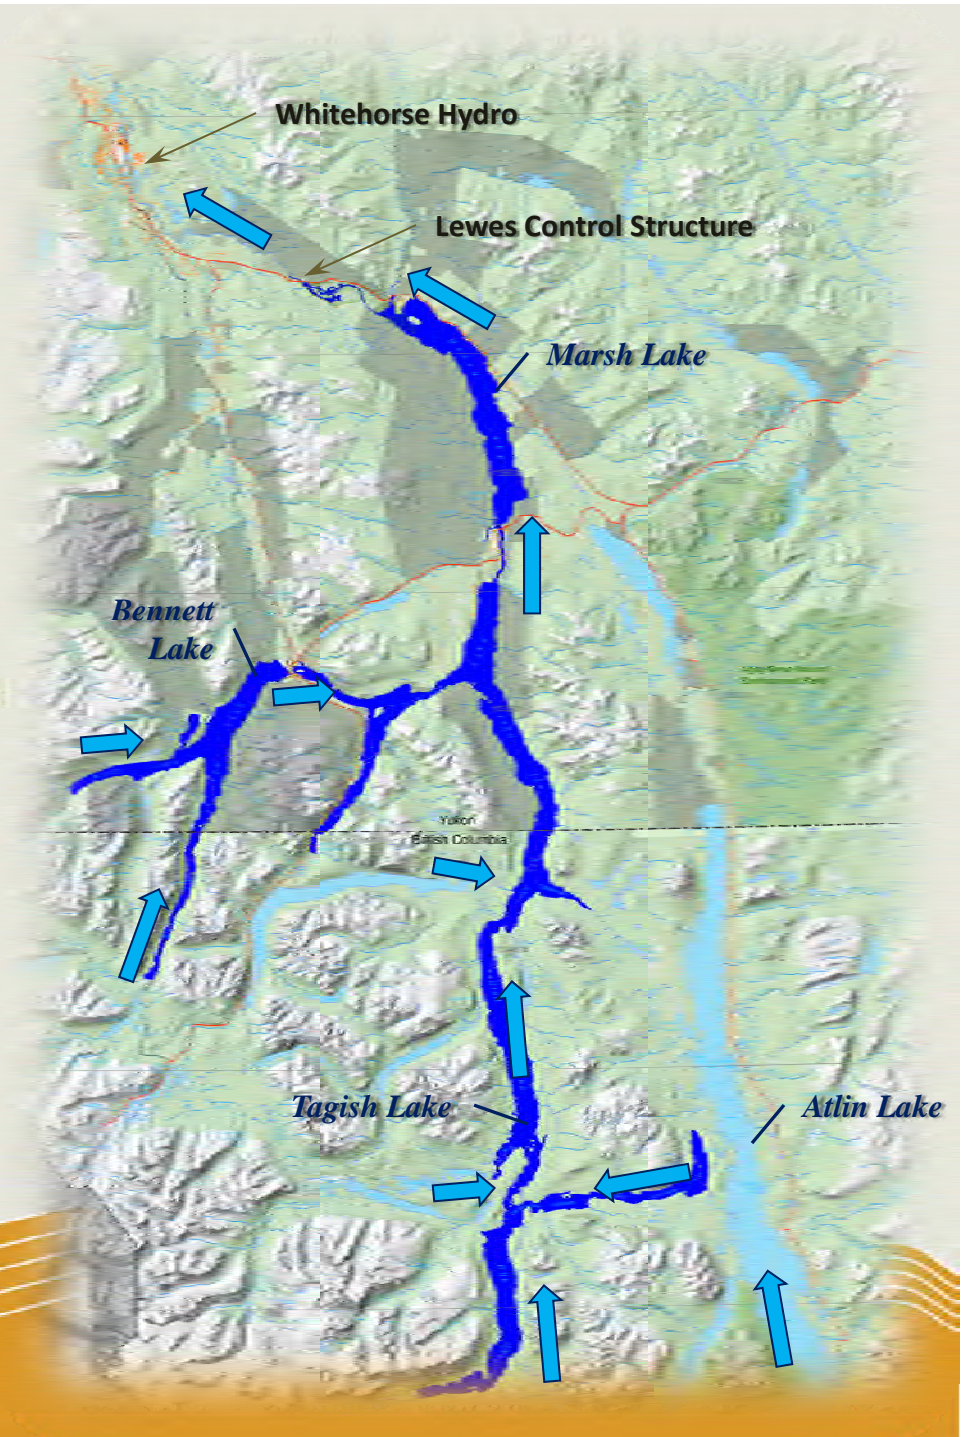 Whitehorse Hydro
Lewes Control Structure
Marsh Lake
Bennett
Lake
Yukon
British Columbia
Tagish Lake
Atlin Lake